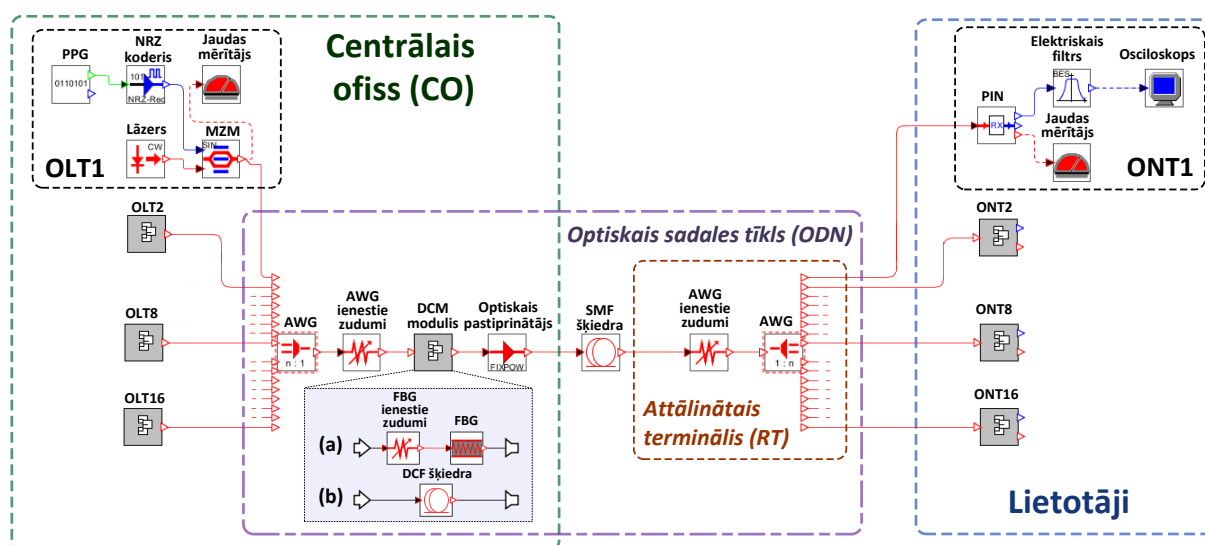 Centrālais
ofiss (CO)
PPG
NRZ
koderis
Jaudas
mērītājs
0110101
101
NRZ-Rec
Lāzers
CW
MZM
SIN
OLT1
OLT2
OLT8
OLT16
Optiskais sadales tīkls (ODN)
AWG
n : 1
AWG
ienestie
zudumi
DCM
modulis
Optiskais
pastiprinātājs
FIXPOW
SMF
šķiedra
AWG
ienestie
zudumi
AWG
1 : n
Attālinātais
terminālis (RT)
(a)
FBG
ienestie
zudumi
FBG
(b)
DCF šķiedra
Elektriskais
filtrs
BES
Osciloskops
PIN
RX
Jaudas
mērītājs
ONT1
ONT2
ONT8
ONT16
Lietotāji